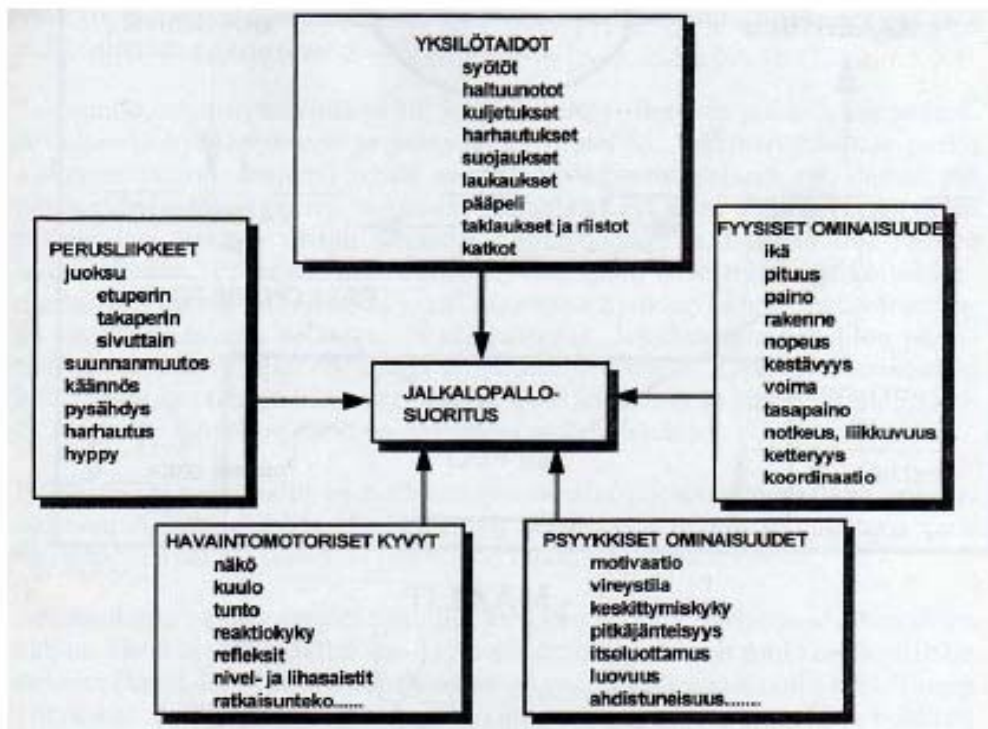 YKSILÖTAIDOT
syötöt
haltuunotot
kuljetukset
harhautukset
suojaukset
laukaukset
pääpeli
taklaukset ja riistot
katkot
PERUSLIIKKEET
juoksu
etuperin
takaperin
sivuttain
suunnanmuutos
käännös
pysähdys
harhautus
hyppy
JALKALOPALLO-
SUORITUS
FYYSISET OMINAISUUDET
ikä
pituus
paino
rakenne
nopeus
kestävyys
voima
tasapaino
notkeus, liikkuvuus
ketteryys
koordinaatio
HAVAINTOMOTORISET KYVYT
näkö
kuulo
tunto
reaktiokyky
refleksit
nivel- ja lihasaistit
ratkaisunteko......
PSYYKKISET OMINAISUUDET
motivaatio
vireystila
keskittymiskyky
pitkäjänteisyys
itseluottamus
luovuus
ahdistuneisuus........